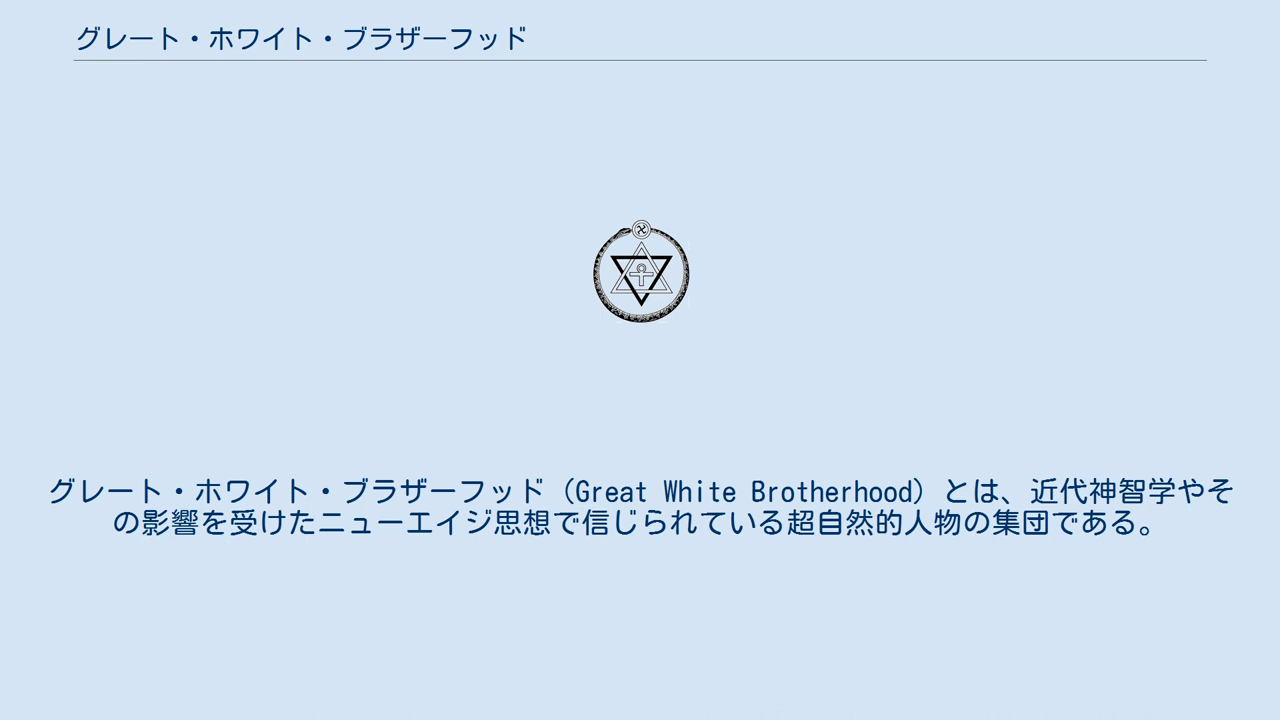 グレート・ホワイト・ブラザーフッド
グレート・ホワイト・ブラザーフッド（Great White Brotherhood）とは、近代神智学やそ
の影響を受けたニューエイジ思想で信じられている超自然的人物の集団である。